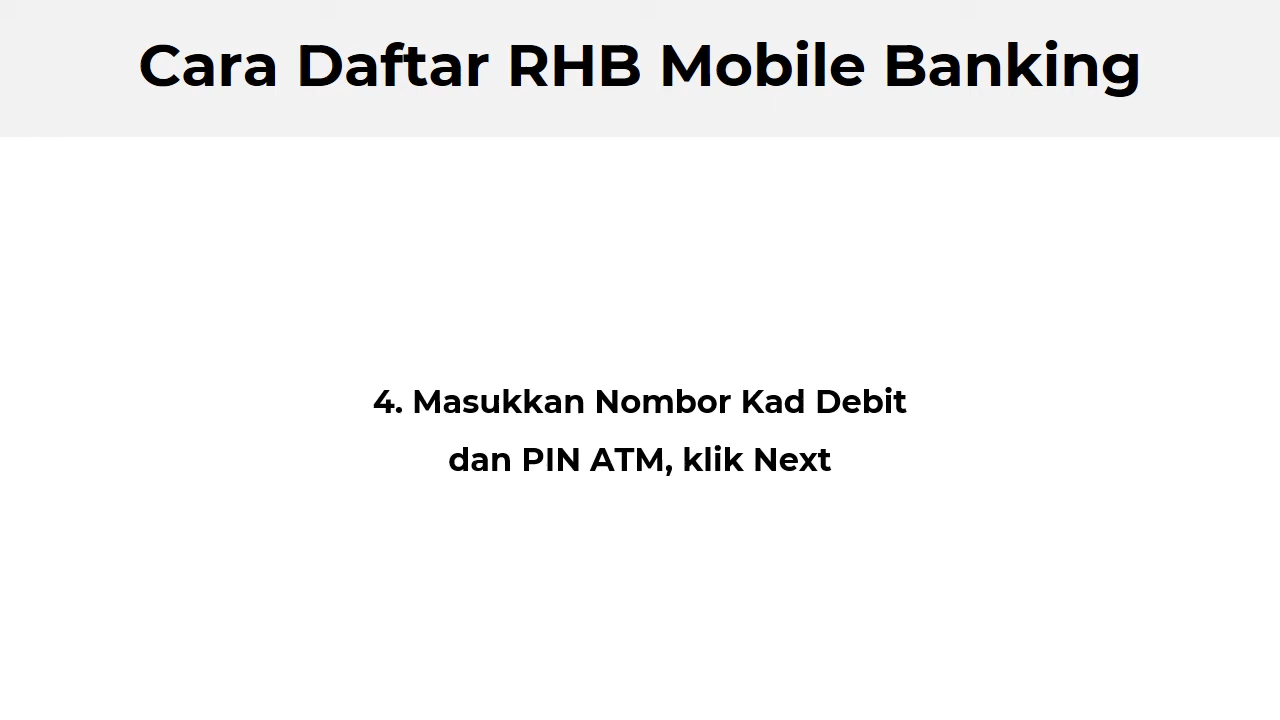 Cara Daftar RHB Mobile Banking
4. Masukkan Nombor Kad Debit
dan PIN ATM, klik Next